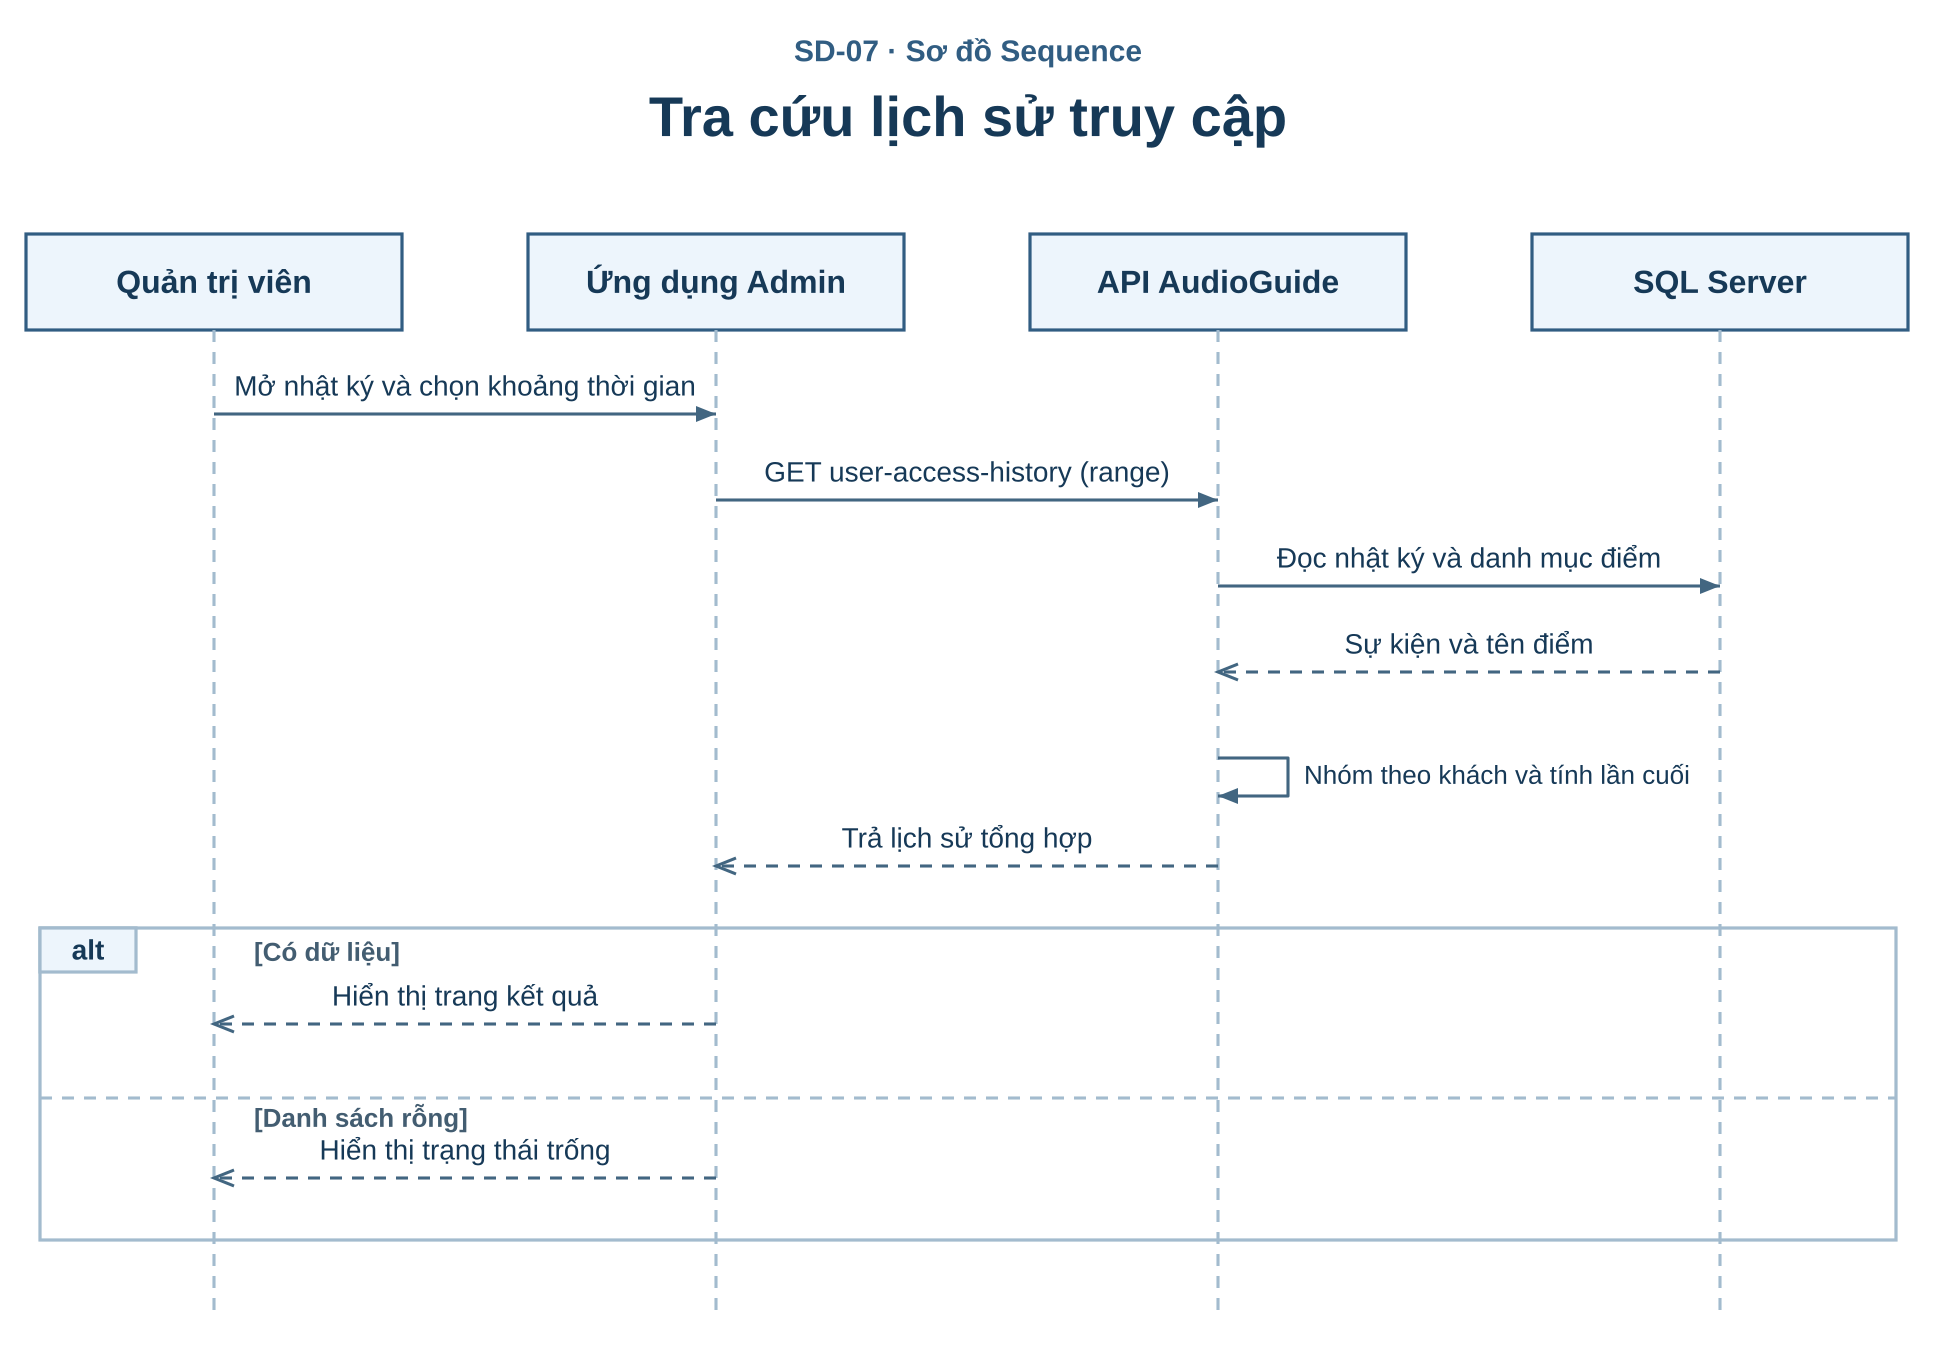 SD-07 · Sơ đồ Sequence
Tra cứu lịch sử truy cập
Quản trị viên
Ứng dụng Admin
API AudioGuide
SQL Server
Mở nhật ký và chọn khoảng thời gian
GET user-access-history (range)
Đọc nhật ký và danh mục điểm
Sự kiện và tên điểm
Nhóm theo khách và tính lần cuối
Trả lịch sử tổng hợp
alt
[Có dữ liệu]
Hiển thị trang kết quả
[Danh sách rỗng]
Hiển thị trạng thái trống